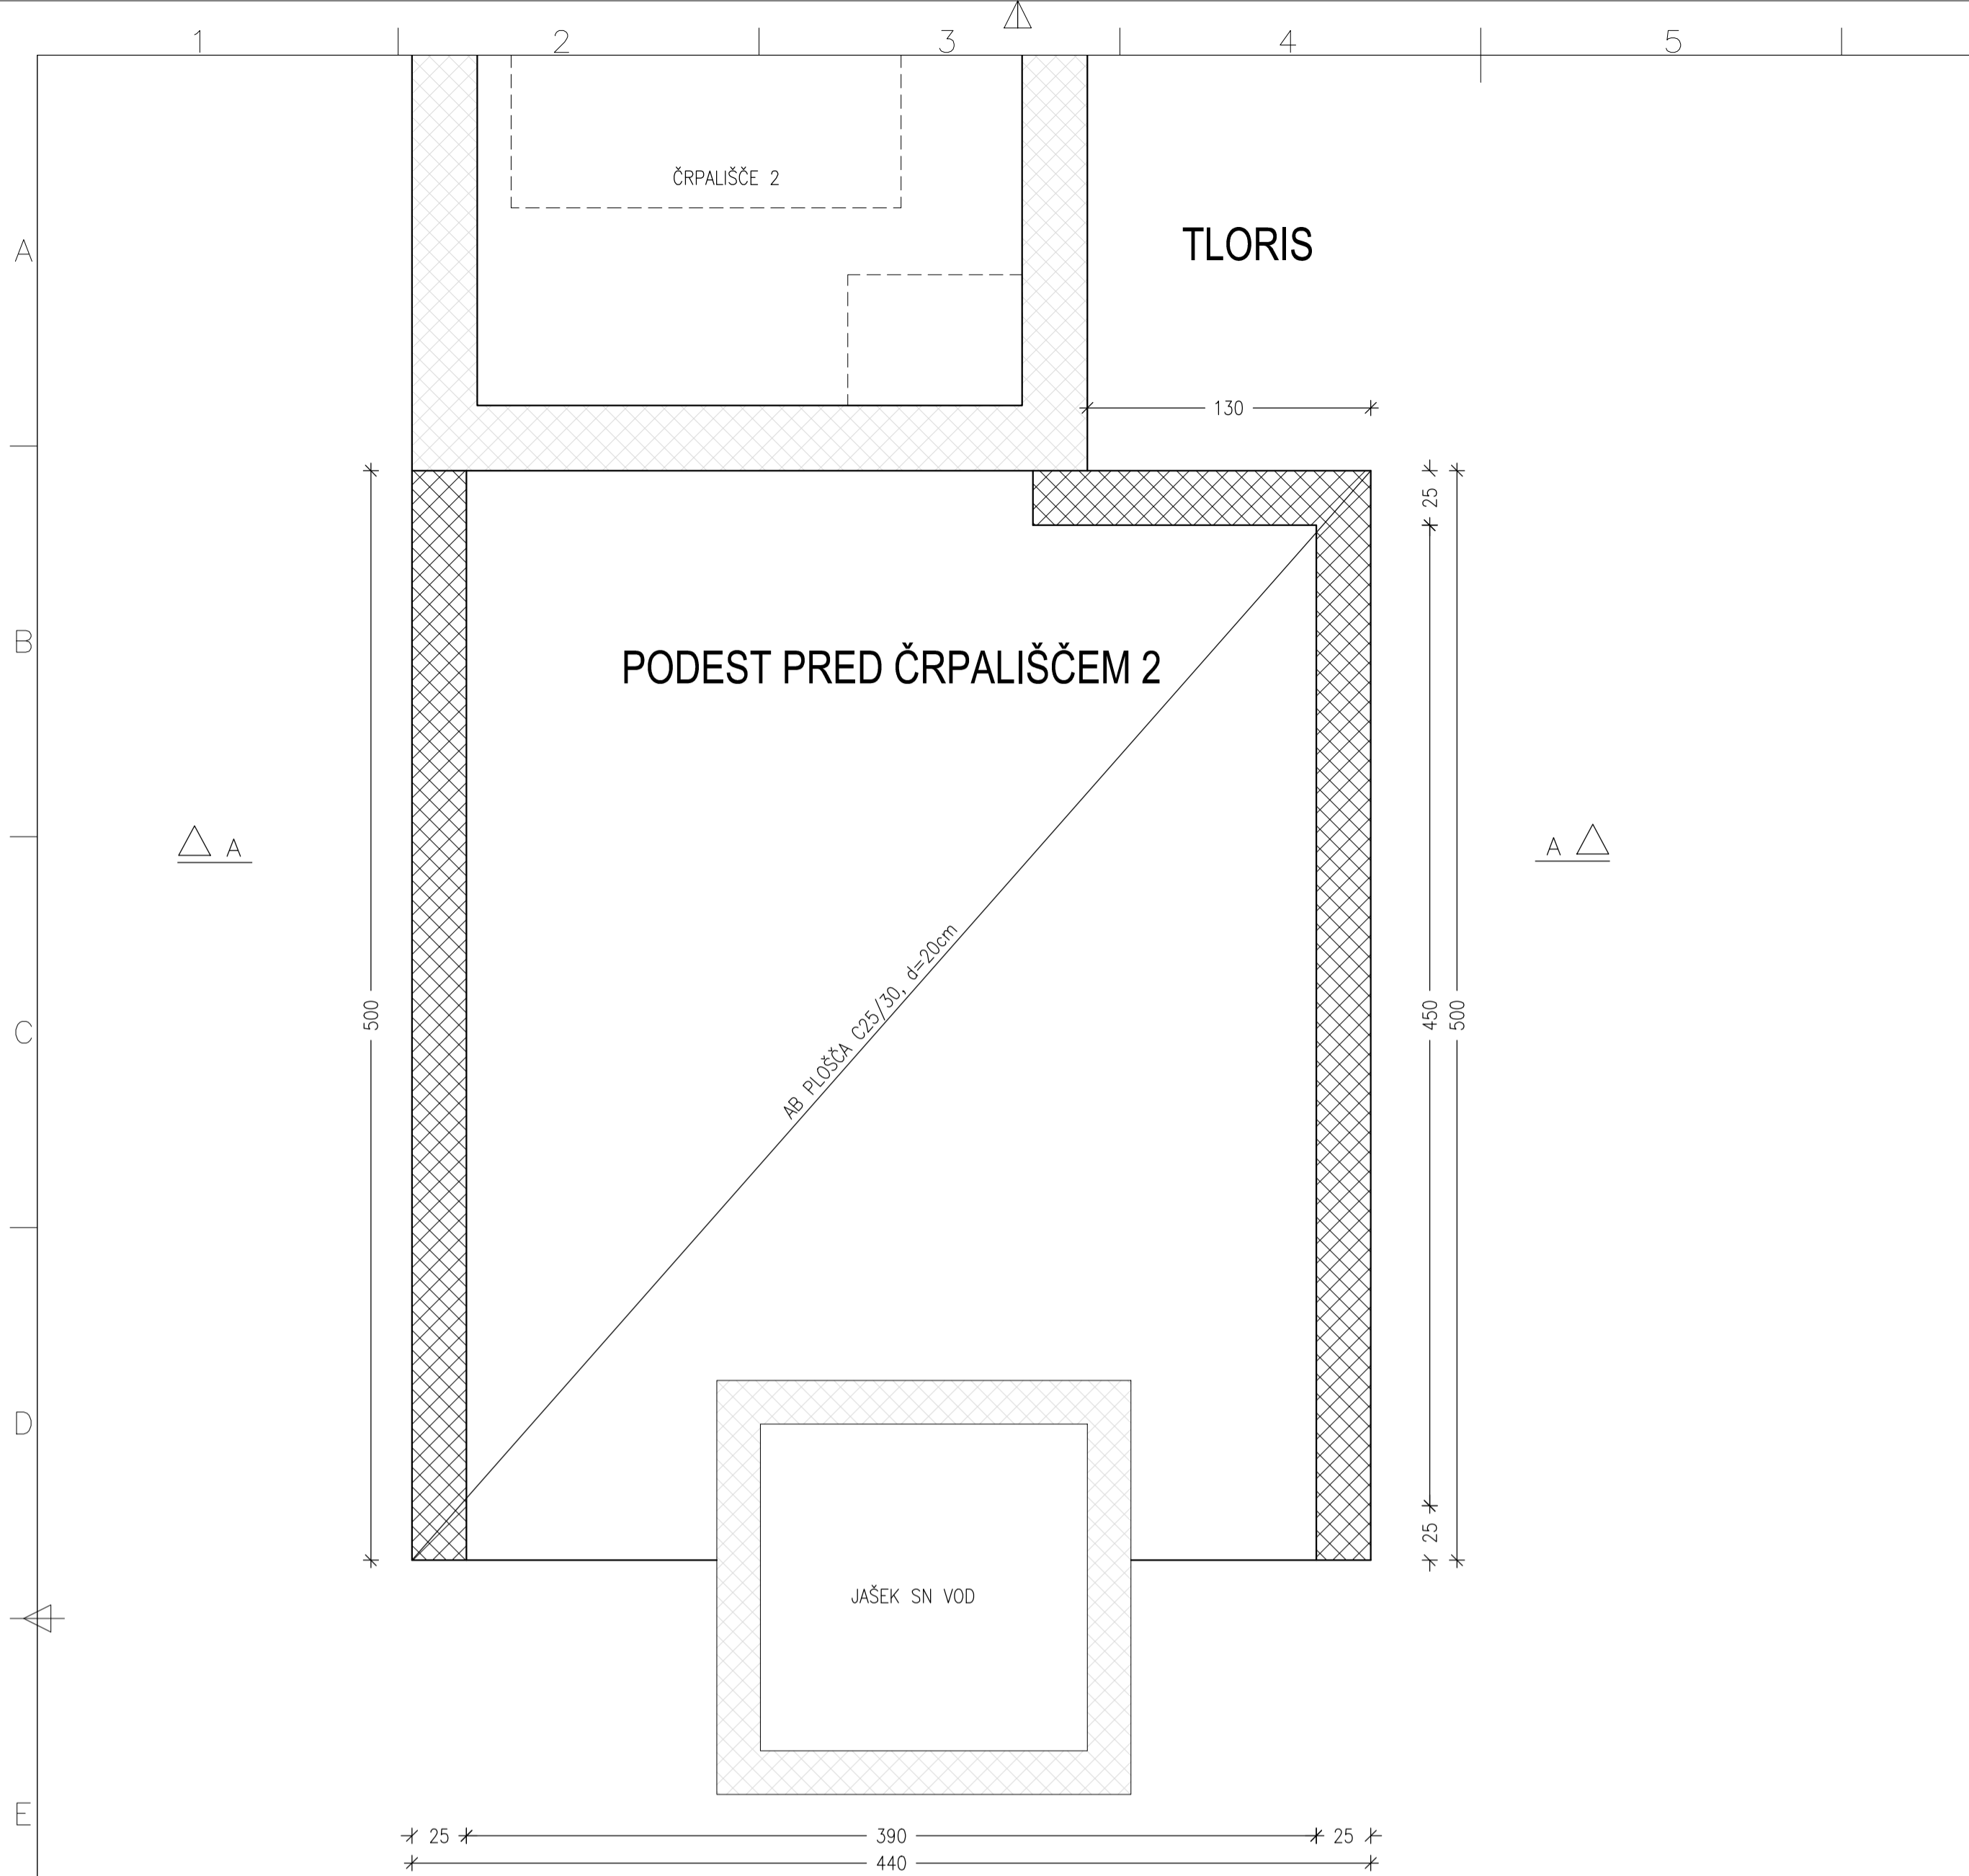 1 2 3 4 5
ČRPALIŠČE 2
TLORIS
A
130
25
B
PODEST PRED ČRPALIŠČEM 2
A
A
AB PLOŠČA C25/30, d=20cm
C
500
450
500
D
25
JAŠEK SN VOD
E
25 390 25
440